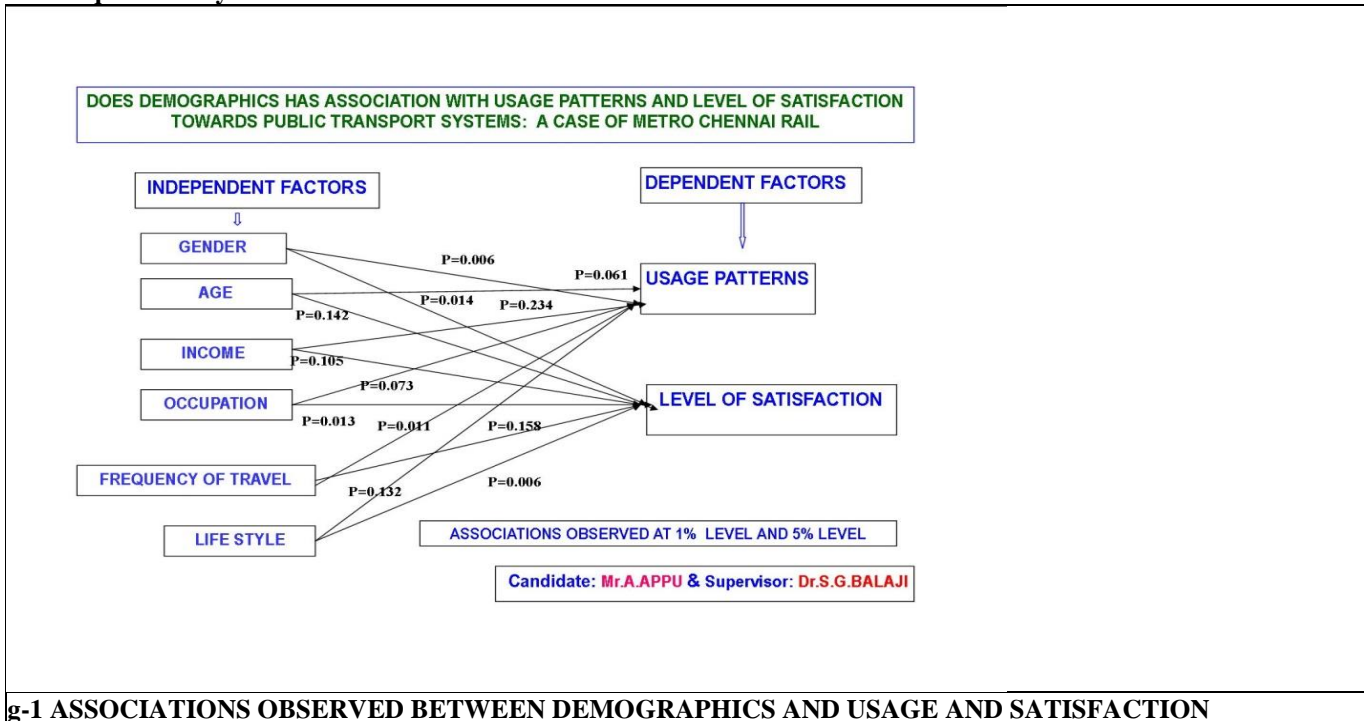 DOES DEMOGRAPHICS HAS ASSOCIATION WITH USAGE PATTERNS AND LEVEL OF SATISFACTION
TOWARDS PUBLIC TRANSPORT SYSTEMS: A CASE OF METRO CHENNAI RAIL
INDEPENDENT FACTORS
DEPENDENT FACTORS
GENDER
P=0.006
P=0.061
USAGE PATTERNS
AGE
P=0.014
P=0.234
P=0.142
INCOME
P=0.105
P=0.073
OCCUPATION
LEVEL OF SATISFACTION
P=0.013
P=0.011
P=0.158
FREQUENCY OF TRAVEL
P=0.132
P=0.006
LIFE STYLE
ASSOCIATIONS OBSERVED AT 1% LEVEL AND 5% LEVEL
Candidate: Mr.A.APPU & Supervisor: Dr.S.G.BALAJI
g-1 ASSOCIATIONS OBSERVED BETWEEN DEMOGRAPHICS AND USAGE AND SATISFACTION